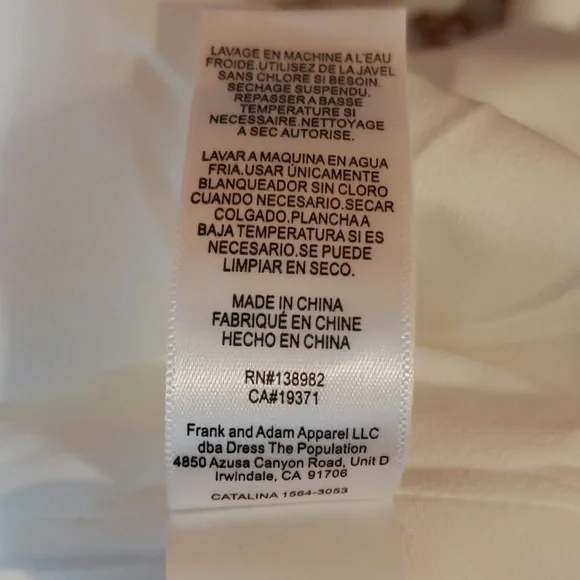 LAVAGE EN MACHINE A L'EAU
FROIDE.UTILISEZ DE LA JAVEL
SANS CHLORE SI BESOIN.
SECHAGE SUSPENDU.
REPASSER A BASSE
TEMPERATURE SI
NECESSAIRE.NETTOYAGE
A SEC AUTORISE.
LAVAR A MAQUINA EN AGUA
FRIA.USAR ÚNICAMENTE
BLANQUEADOR SIN CLORO
CUANDO NECESARIO.SECAR
COLGADO.PLANCHA A
BAJA TEMPERATURA SI ES
NECESARIO.SE PUEDE
LIMPIAR EN SECO.
MADE IN CHINA
FABRIQUÉ EN CHINE
HECHO EN CHINA
RN#138982
CA#19371
Frank and Adam Apparel LLC
dba Dress The Population
4850 Azusa Canyon Road, Unit D
Irwindale, CA 91706
CATALINA 1564-3053